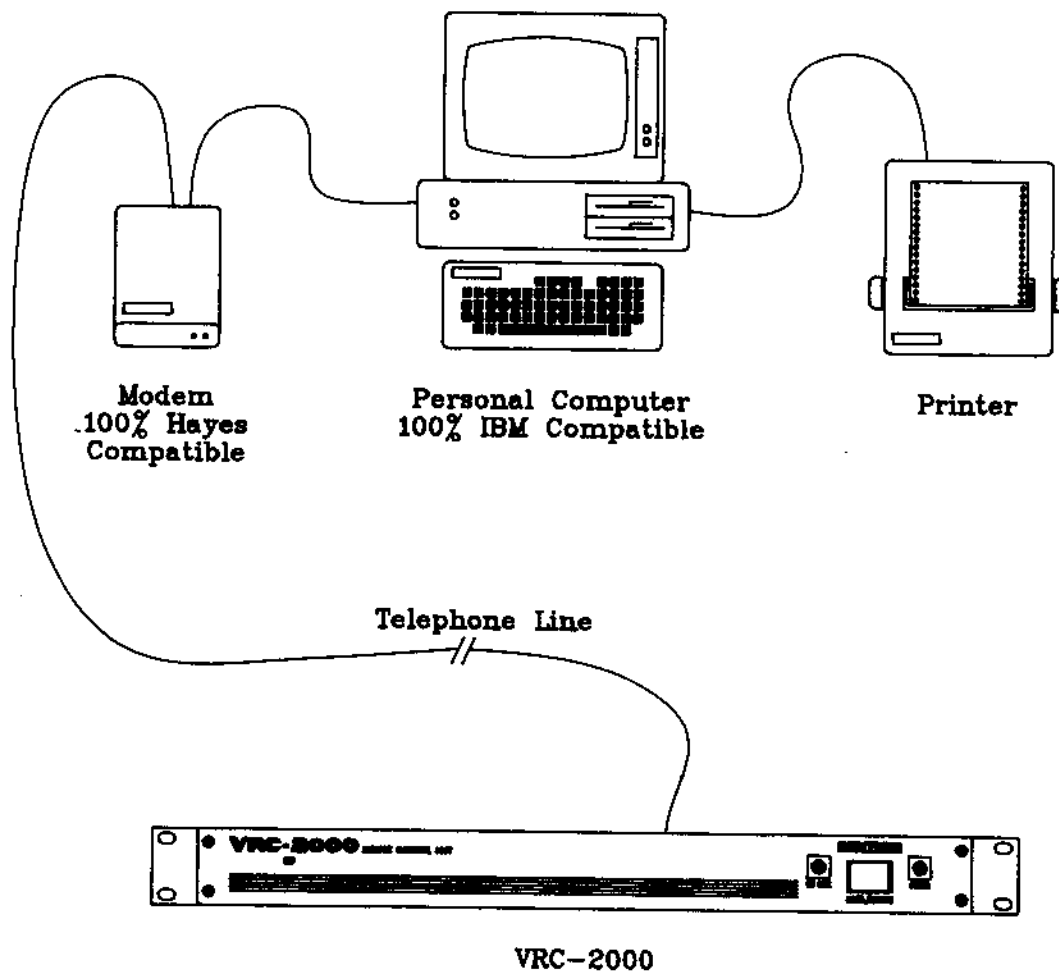 Modem
100% Hayes
Compatible
Personal Computer
100% IBM Compatible
Printer
Telephone Line
VRC-2000
VRC-2000